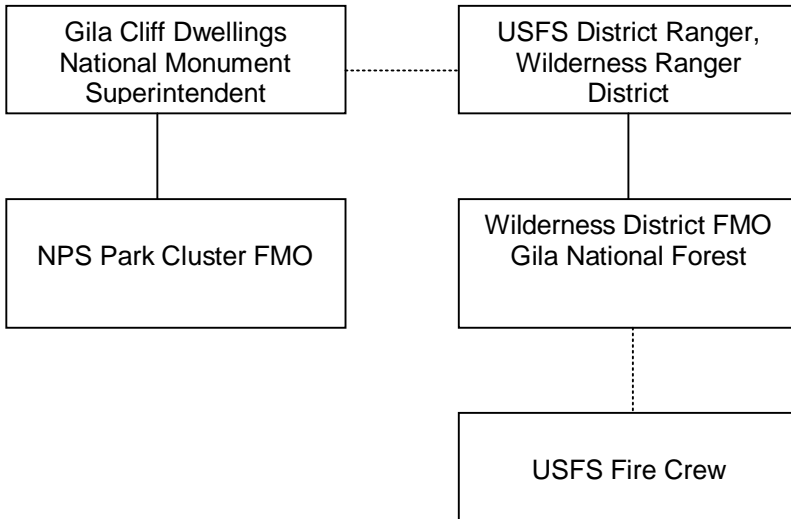 Gila Cliff Dwellings
National Monument
Superintendent
USFS District Ranger,
Wilderness Ranger
District
NPS Park Cluster FMO
Wilderness District FMO
Gila National Forest
USFS Fire Crew